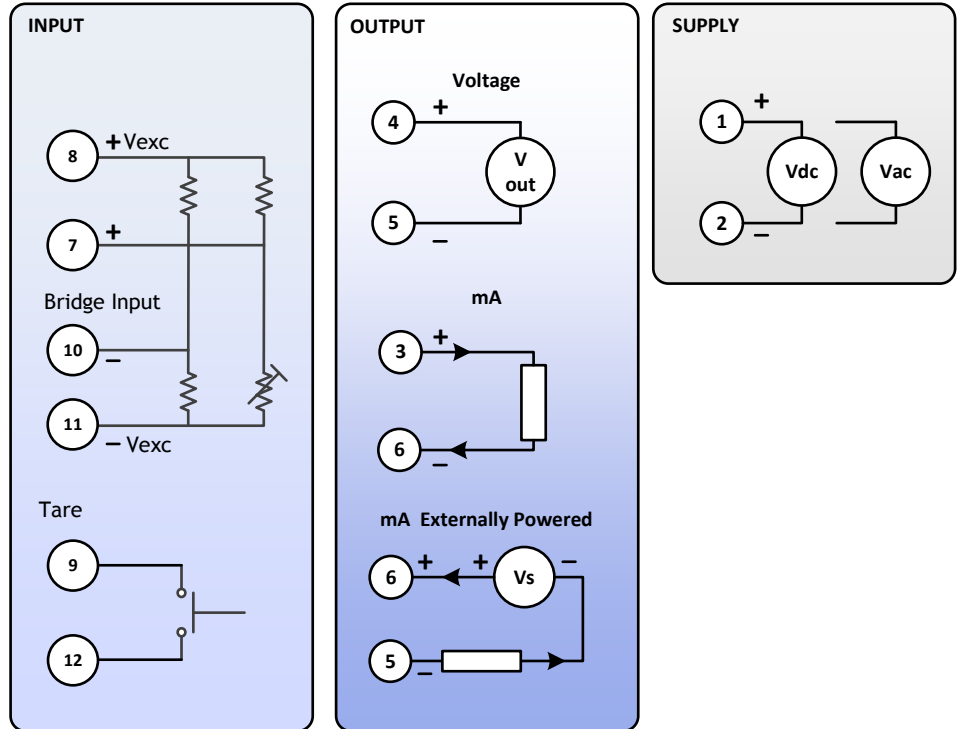 INPUT
8
+ Vexc
7
+
Bridge Input
10
–
11
– Vexc
Tare
9
12
OUTPUT
Voltage
4
+
V
out
5
–
mA
3
+
6
–
mA Externally Powered
6
+
+
Vs
–
5
–
SUPPLY
1
+
Vdc
Vac
2
–